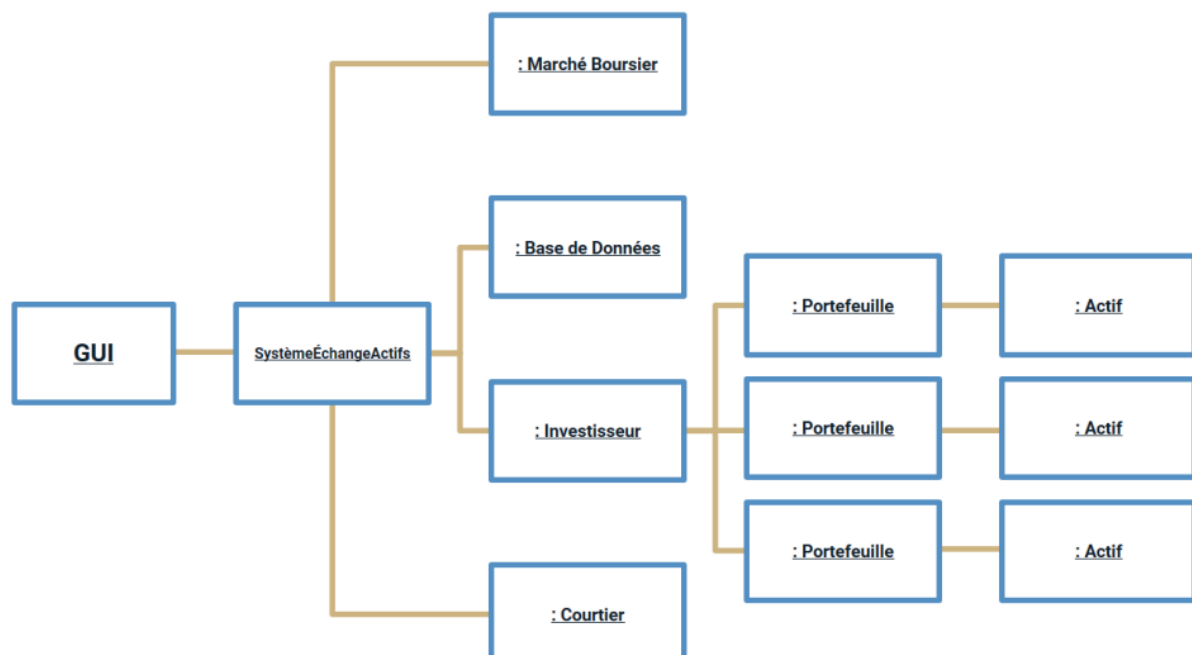 : Marché Boursier
: Base de Données
: Portefeuille
: Actif
GUI
SystèmeÉchangeActifs
: Investisseur
: Portefeuille
: Actif
: Portefeuille
: Actif
: Courtier